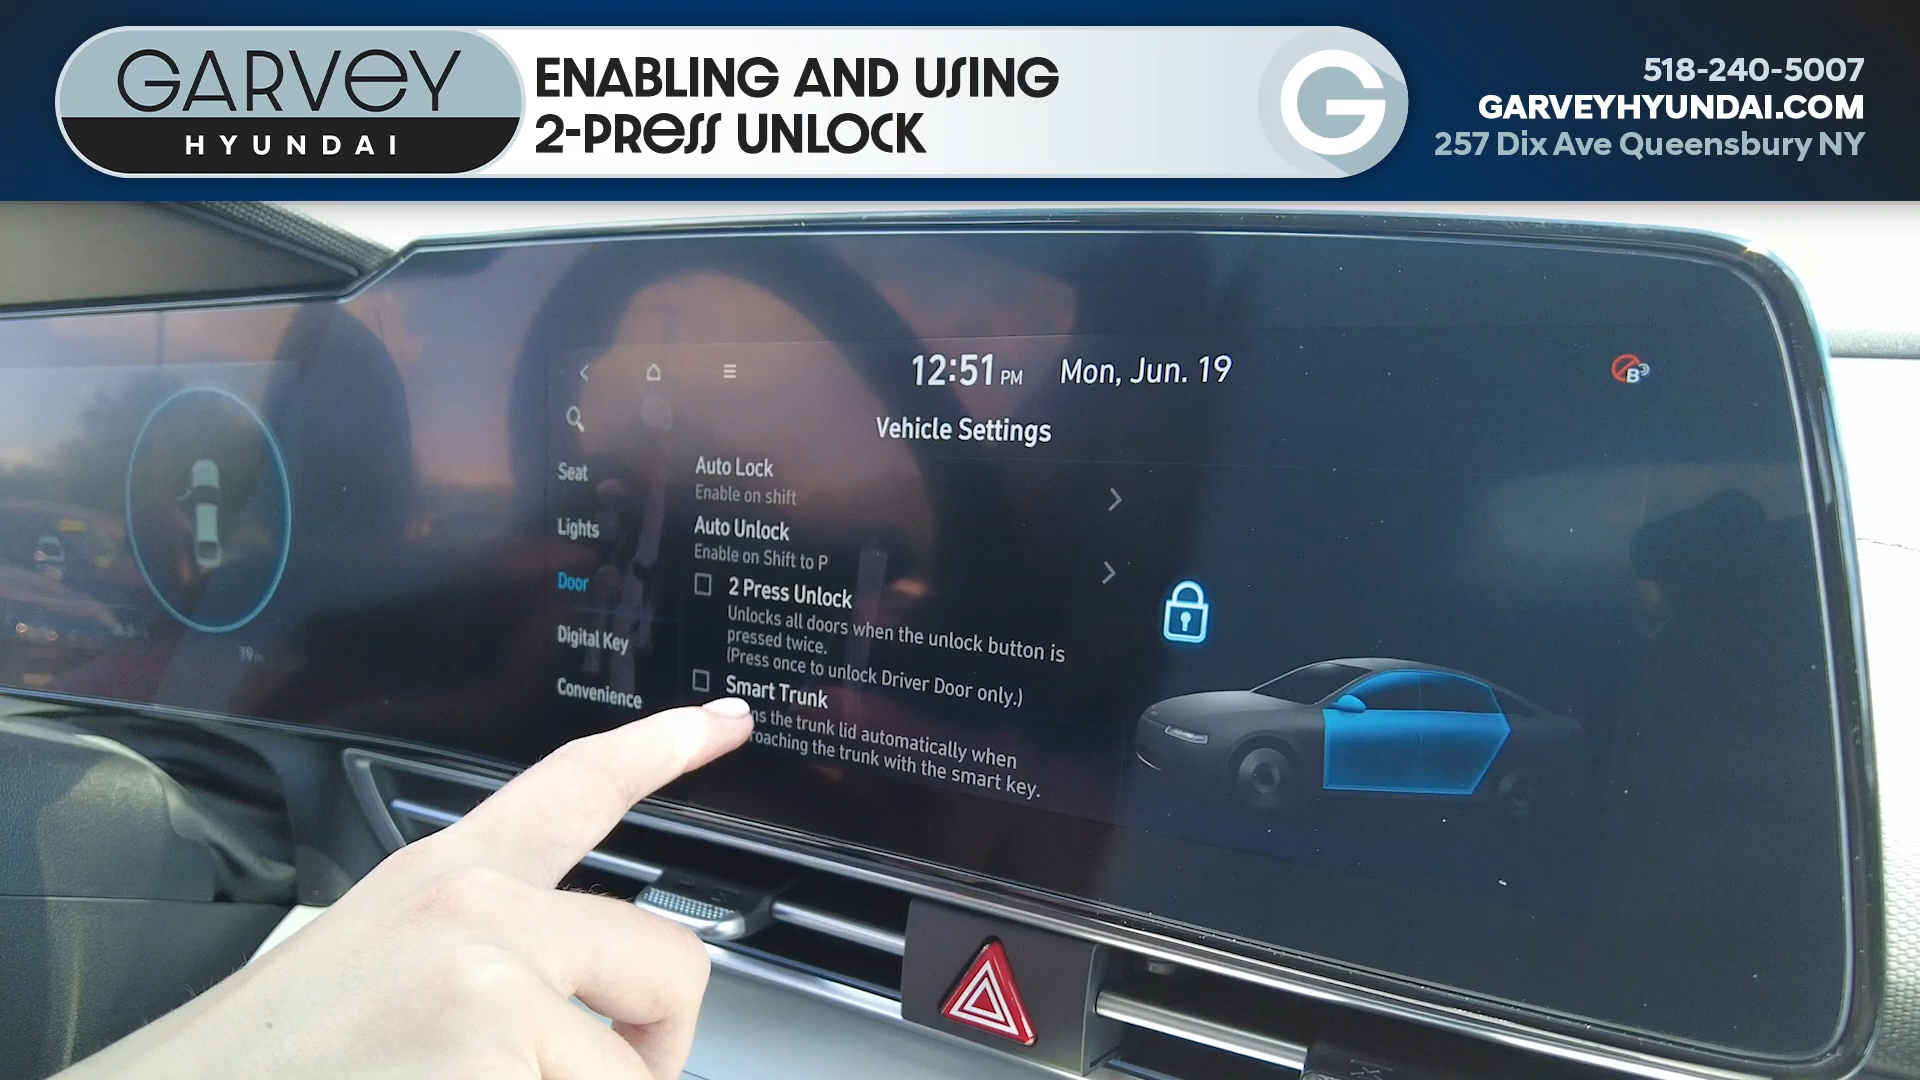 GARVEY
HYUNDAI
ENABLING AND USING
2-PRESS UNLOCK
G
518-240-5007
GARVEYHYUNDAI.COM
257 Dix Ave Queensbury NY
12:51 PM Mon, Jun. 19
B
Vehicle Settings
Seat
Lights
Door
Digital Key
Convenience
Auto Lock
Enable on shift
Auto Unlock
Enable on Shift to P
2 Press Unlock
Unlocks all doors when the unlock button is
pressed twice.
(Press once to unlock Driver Door only.)
Smart Trunk
the trunk lid automatically when
the trunk with the smart key.